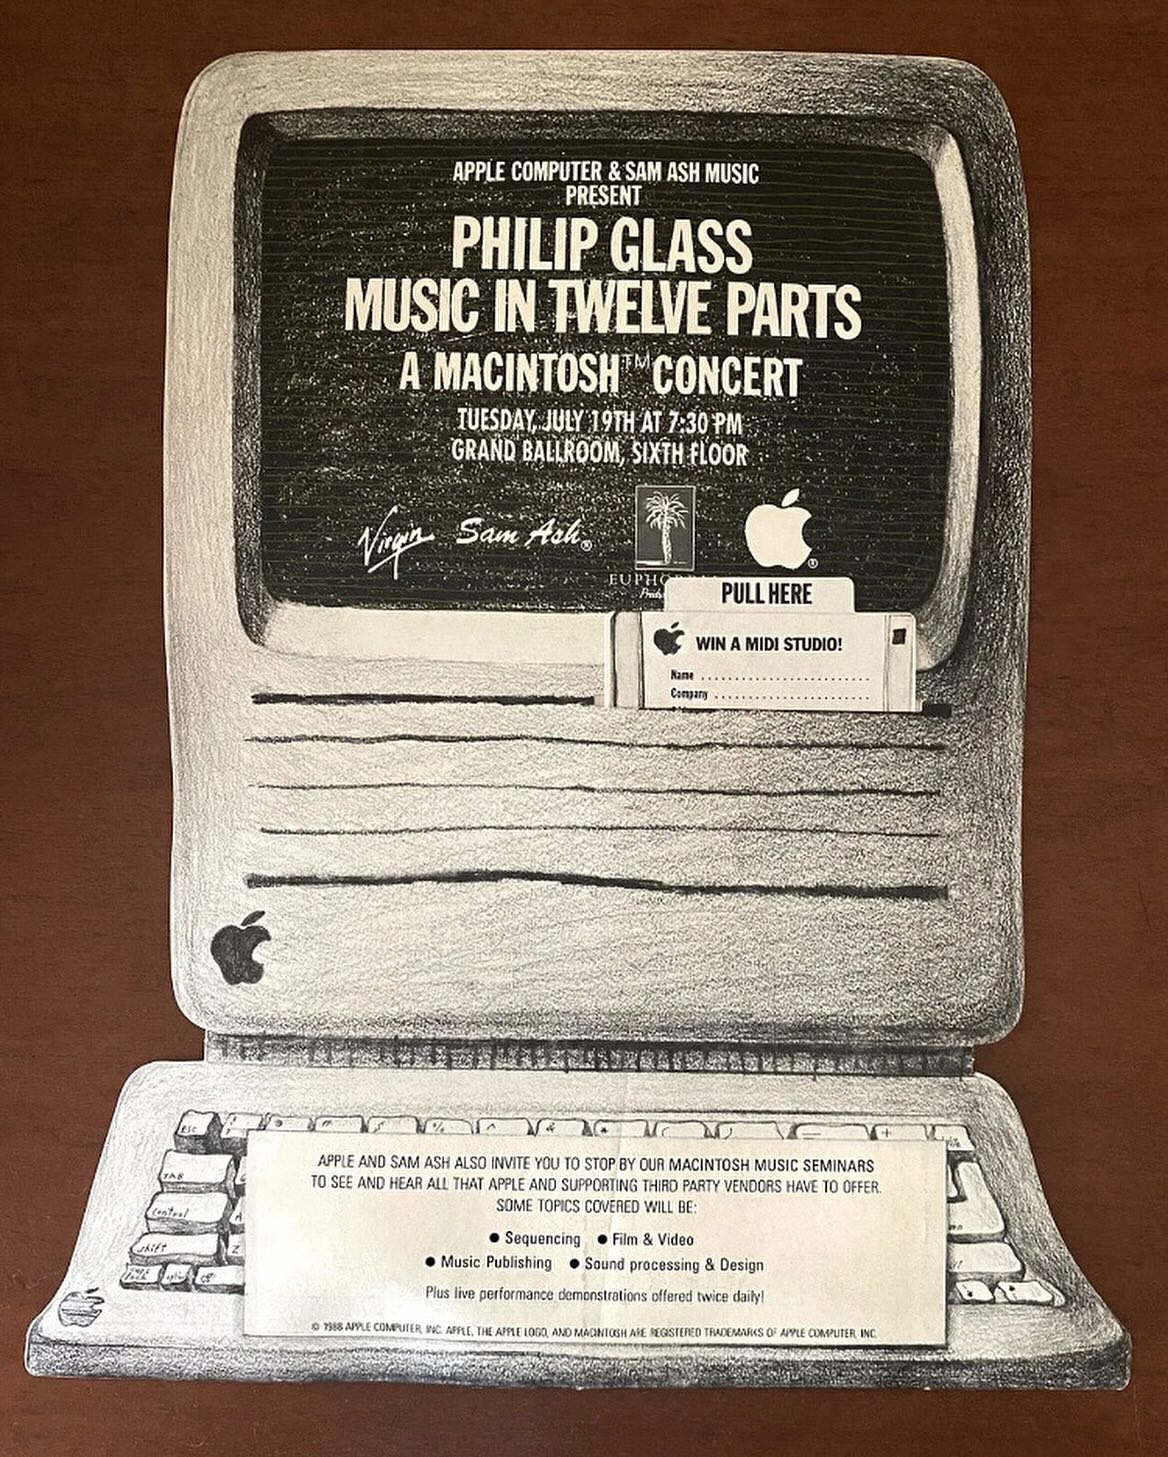 APPLE COMPUTER & SAM ASH MUSIC
PRESENT
PHILIP GLASS
MUSIC IN TWELVE PARTS
A MACINTOSH™ CONCERT
TUESDAY, JULY 19TH AT 7:30 PM
GRAND BALLROOM, SIXTH FLOOR
Virgin Sam Ash®
®
PULL HERE
WIN A MIDI STUDIO!
Name
Company
esc
% ^ & * + 
TAB
control A
shift Z
APPLE AND SAM ASH ALSO INVITE YOU TO STOP BY OUR MACINTOSH MUSIC SEMINARS
TO SEE AND HEAR ALL THAT APPLE AND SUPPORTING THIRD PARTY VENDORS HAVE TO OFFER.
SOME TOPICS COVERED WILL BE:
● Sequencing ● Film & Video
● Music Publishing ● Sound processing & Design
Plus live performance demonstrations offered twice daily!
© 1988 APPLE COMPUTER, INC. APPLE, THE APPLE LOGO, AND MACINTOSH ARE REGISTERED TRADEMARKS OF APPLE COMPUTER, INC.